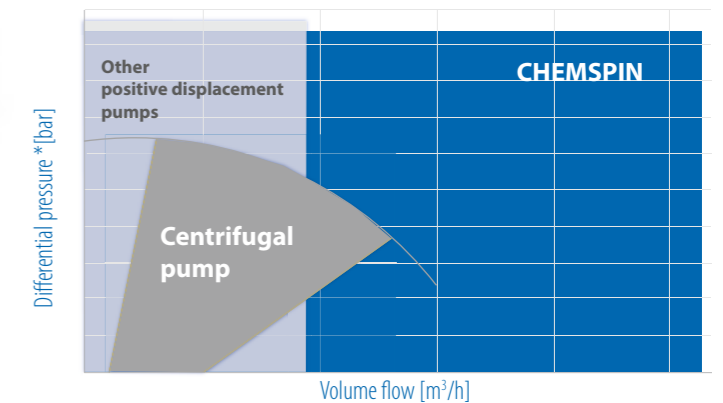 Other
positive displacement
pumps
CHEMSPIN
Centrifugal
pump
Differential pressure *[bar]
Volume flow [m³/h]